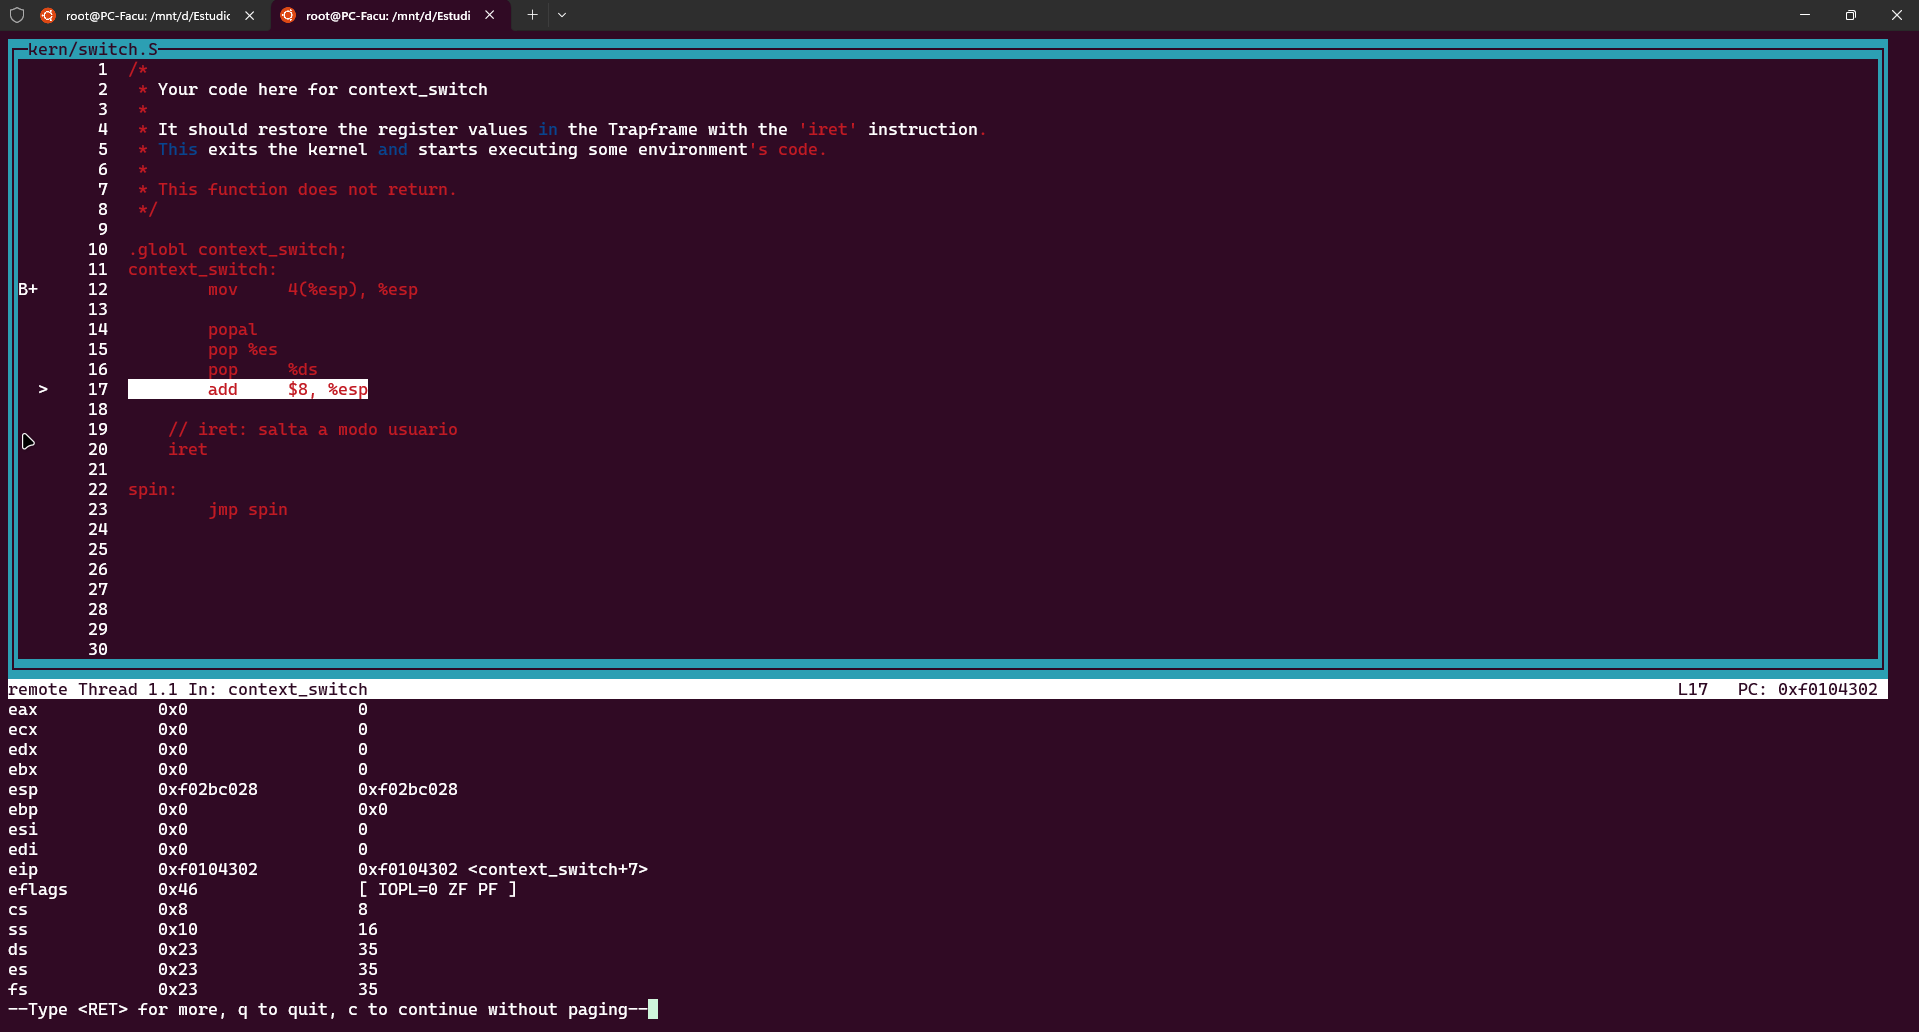 root@PC-Facu: /mnt/d/Estudic
root@PC-Facu: /mnt/d/Estudi
kern/switch.S
1 /*
2 * Your code here for context_switch
3 *
4 * It should restore the register values in the Trapframe with the 'iret' instruction.
5 * This exits the kernel and starts executing some environment's code.
6 *
7 * This function does not return.
8 */
9
10 .globl context_switch;
11 context_switch:
B+ 12 mov 4(%esp), %esp
13
14 popal
15 pop %es
16 pop %ds
> 17 add $8, %esp
18
19 // iret: salta a modo usuario
20 iret
21
22 spin:
23 jmp spin
24
25
26
27
28
29
30
remote Thread 1.1 In: context_switch L17 PC: 0xf0104302
eax 0x0 0
ecx 0x0 0
edx 0x0 0
ebx 0x0 0
esp 0xf02bc028 0xf02bc028
ebp 0x0 0x0
esi 0x0 0
edi 0x0 0
eip 0xf0104302 0xf0104302 <context_switch+7>
eflags 0x46 [ IOPL=0 ZF PF ]
cs 0x8 8
ss 0x10 16
ds 0x23 35
es 0x23 35
fs 0x23 35
--Type <RET> for more, q to quit, c to continue without paging--